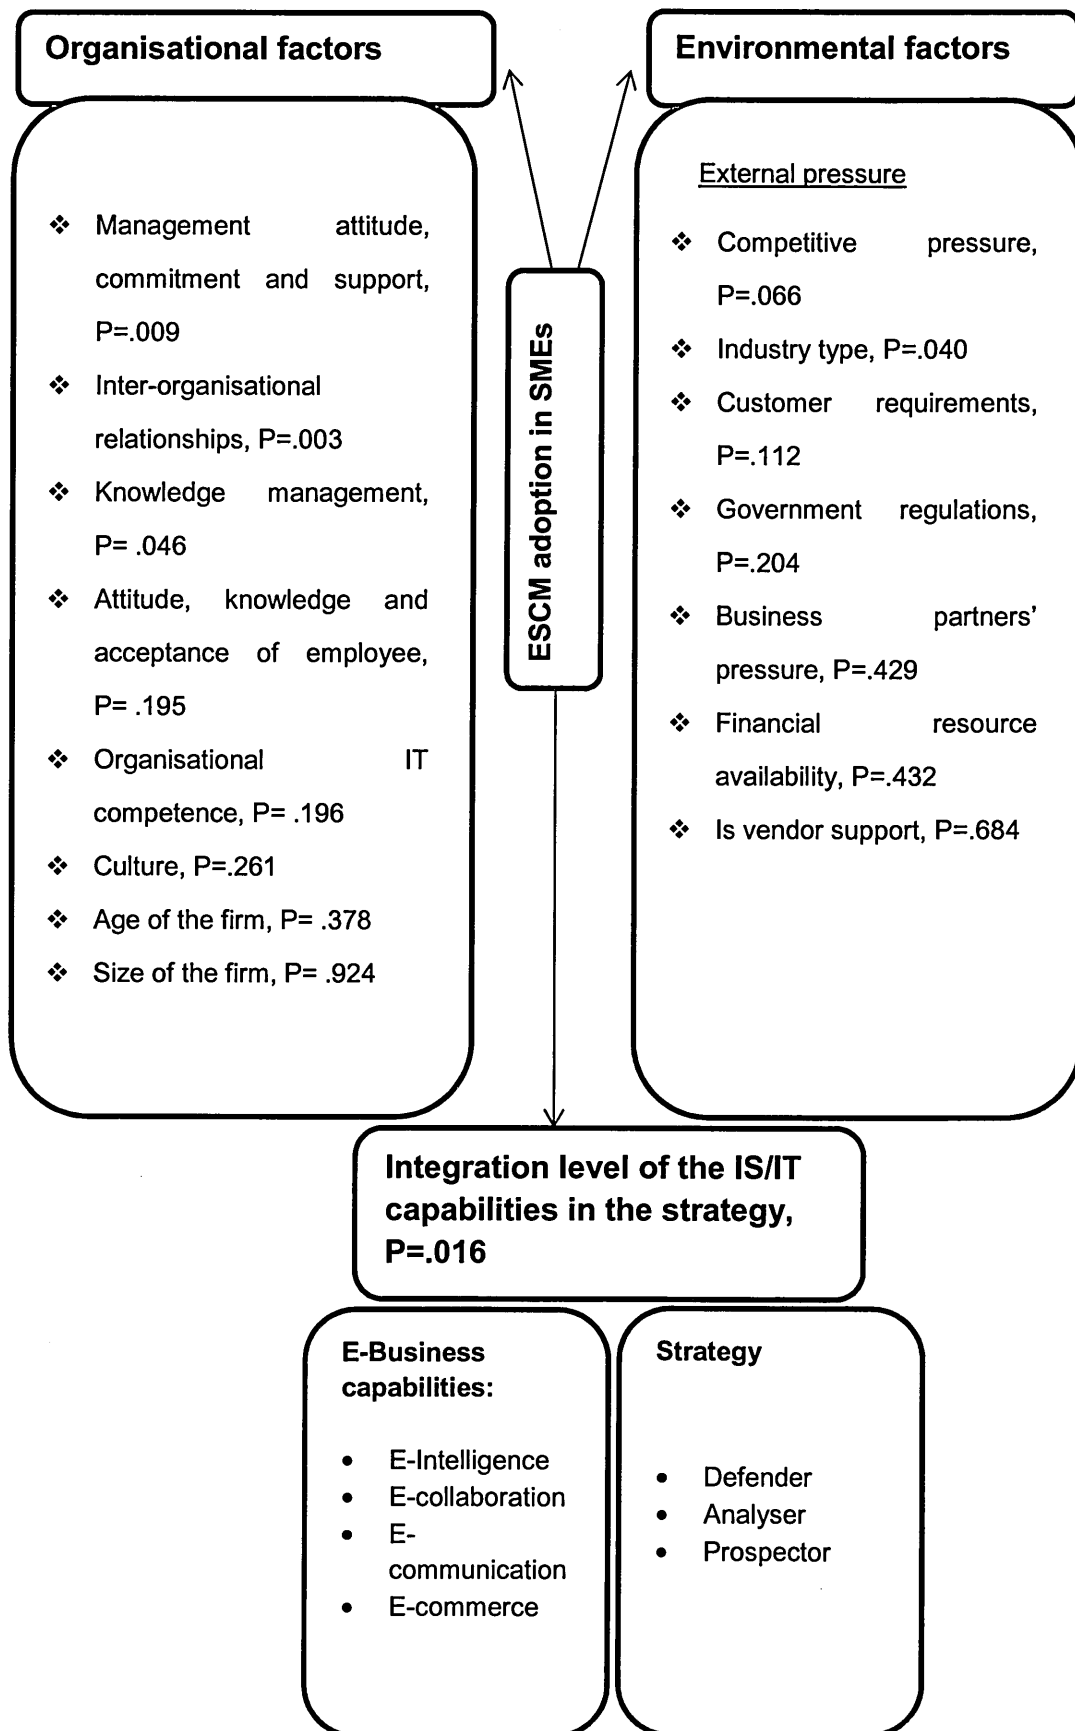 Organisational factors
❖ Management attitude,
commitment and support,
P=.009
❖ Inter-organisational
relationships, P=.003
❖ Knowledge management,
P= .046
❖ Attitude, knowledge and
acceptance of employee,
P= .195
❖ Organisational IT
competence, P= .196
❖ Culture, P=.261
❖ Age of the firm, P= .378
❖ Size of the firm, P= .924
ESCM adoption in SMEs
Environmental factors
External pressure
❖ Competitive pressure,
P=.066
❖ Industry type, P=.040
❖ Customer requirements,
P=.112
❖ Government regulations,
P=.204
❖ Business partners’
pressure, P=.429
❖ Financial resource
availability, P=.432
❖ Is vendor support, P=.684
Integration level of the IS/IT
capabilities in the strategy,
P=.016
E-Business
capabilities:
• E-Intelligence
• E-collaboration
• E-
communication
• E-commerce
Strategy
• Defender
• Analyser
• Prospector